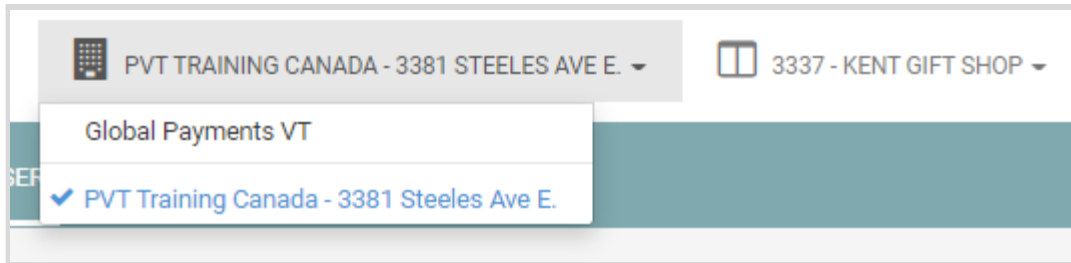 PVT TRAINING CANADA - 3381 STEELES AVE E. 3337 - KENT GIFT SHOP
Global Payments VT
SER
PVT Training Canada - 3381 Steeles Ave E.